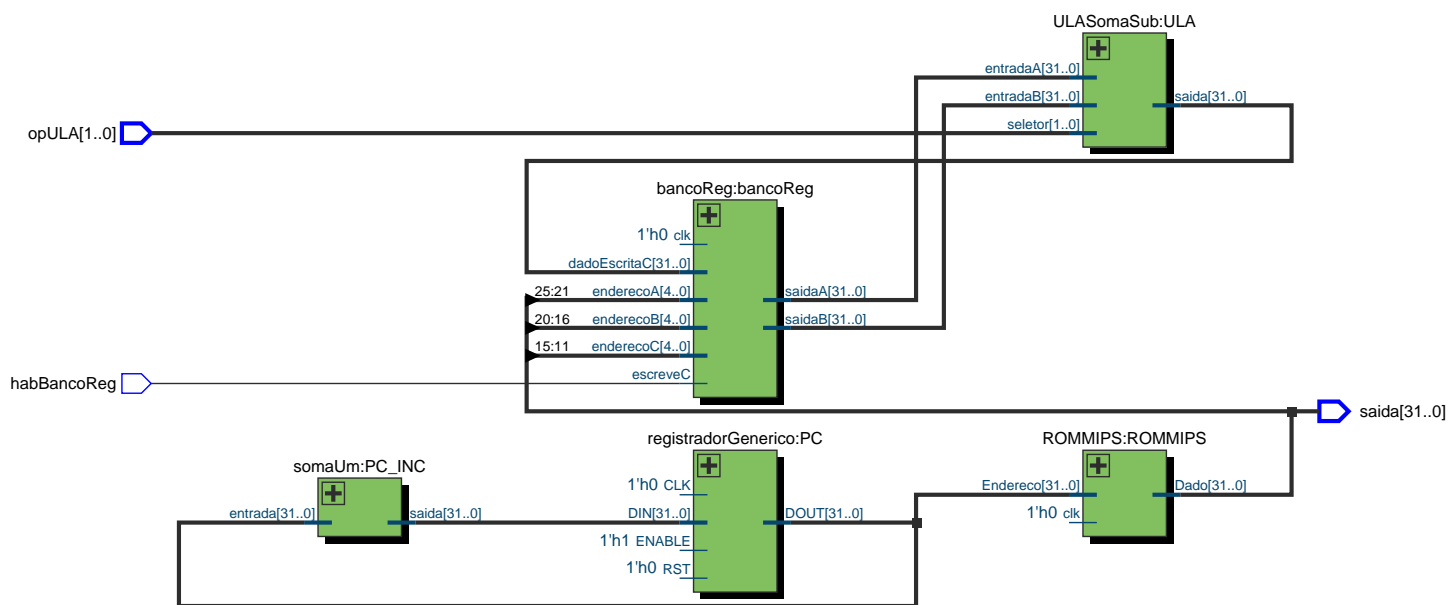 ULASomaSub:ULA
entradaA[31..0]
entradaB[31..0]
saida[31..0]
seletor[1..0]
opULA[1..0]
bancoReg:bancoReg
1'h0 clk
dadoEscritaC[31..0]
25:21 enderecoA[4..0]
saidaA[31..0]
20:16 enderecoB[4..0]
saidaB[31..0]
15:11 enderecoC[4..0]
habBancoReg
escreveC
saida[31..0]
registradorGenerico:PC
ROMMIPS:ROMMIPS
somaUm:PC_INC
1'h0 CLK
Endereco[31..0]
Dado[31..0]
entrada[31..0]
saida[31..0]
DIN[31..0]
DOUT[31..0]
1'h0 clk
1'h1 ENABLE
1'h0 RST